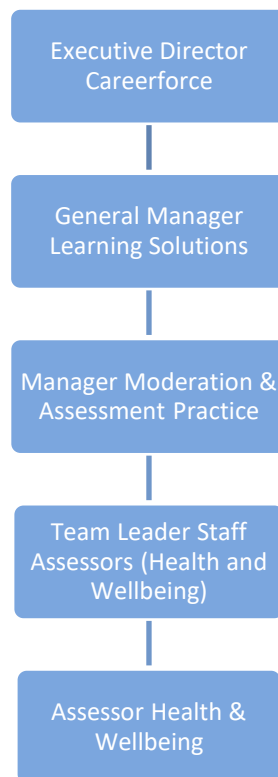 Executive Director
Careerforce
General Manager
Learning Solutions
Manager Moderation &
Assessment Practice
Team Leader Staff
Assessors (Health and
Wellbeing)
Assessor Health &
Wellbeing